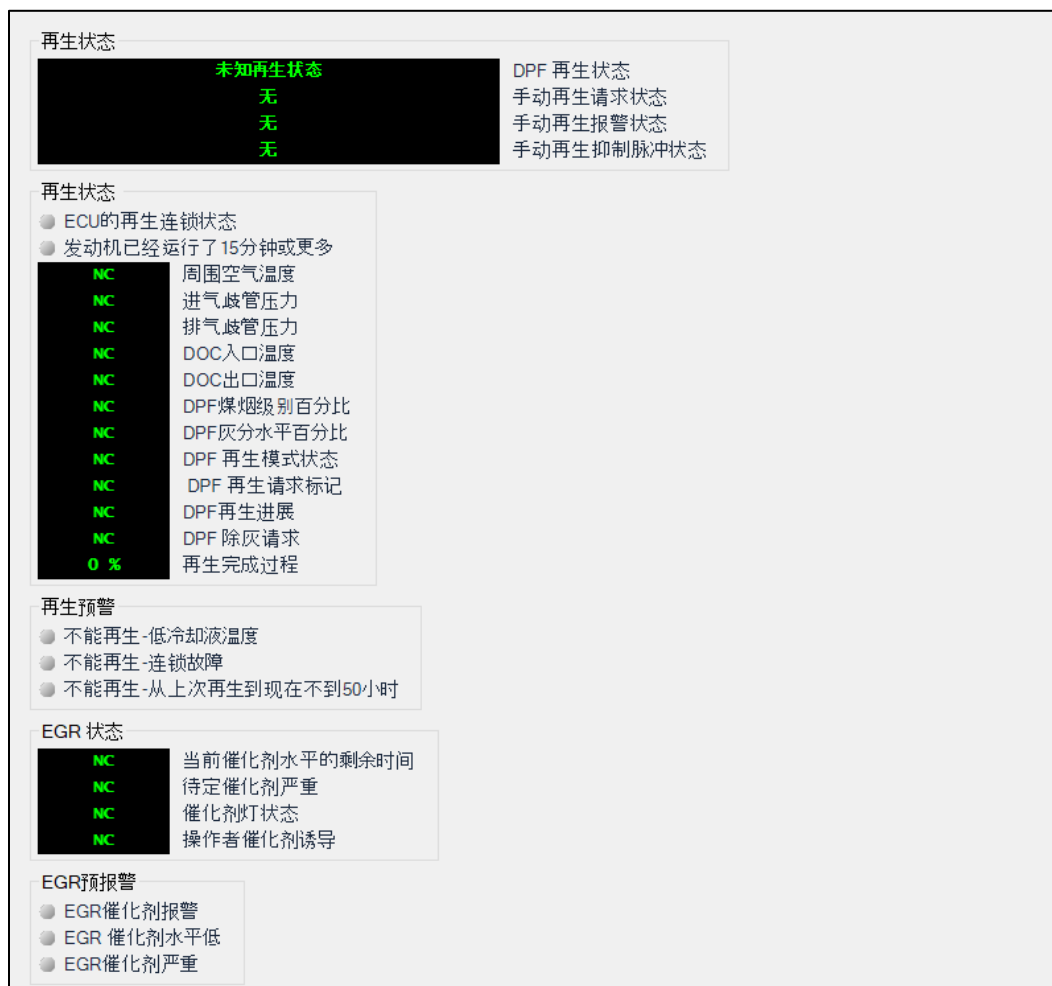 再生状态
未知再生状态 DPF 再生状态
无 手动再生请求状态
无 手动再生报警状态
无 手动再生抑制脉冲状态
再生状态
ECU的再生连锁状态
发动机已经运行了15分钟或更多
NC 周围空气温度
NC 进气歧管压力
NC 排气歧管压力
NC DOC入口温度
NC DOC出口温度
NC DPF煤烟级别百分比
NC DPF灰分水平百分比
NC DPF 再生模式状态
NC DPF 再生请求标记
NC DPF再生进展
NC DPF 除灰请求
0 % 再生完成过程
再生预警
不能再生-低冷却液温度
不能再生-连锁故障
不能再生-从上次再生到现在不到50小时
EGR 状态
NC 当前催化剂水平的剩余时间
NC 待定催化剂严重
NC 催化剂灯状态
NC 操作者催化剂诱导
EGR预报警
EGR催化剂报警
EGR 催化剂水平低
EGR催化剂严重